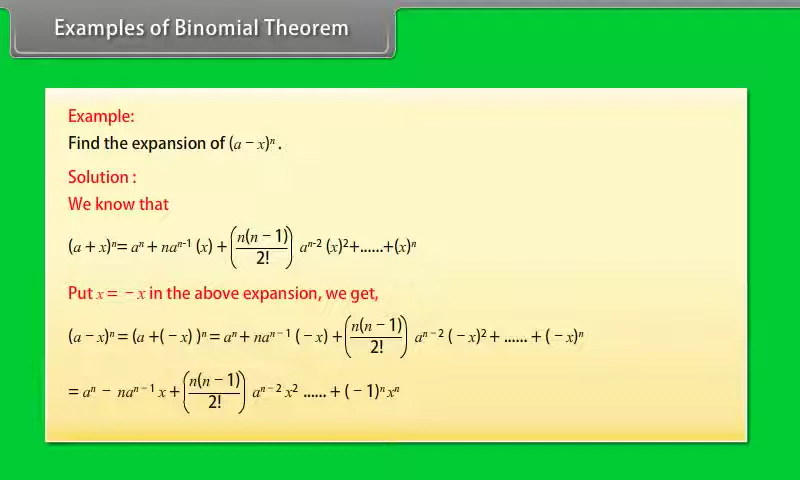 Examples of Binomial Theorem
Example:
Find the expansion of (a − x)ⁿ .
Solution :
We know that
(a + x)ⁿ= aⁿ + naⁿ⁻¹ (x) + (n(n − 1)/2!) aⁿ⁻² (x)²+......+(x)ⁿ
Put x = − x in the above expansion, we get,
(a − x)ⁿ = (a +( − x) )ⁿ = aⁿ + naⁿ ⁻ ¹ ( − x) + (n(n − 1)/2!) aⁿ ⁻ ² ( − x)² + ...... + ( − x)ⁿ
= aⁿ − naⁿ ⁻ ¹ x + (n(n − 1)/2!) aⁿ ⁻ ² x² ...... + ( − 1)ⁿ xⁿ